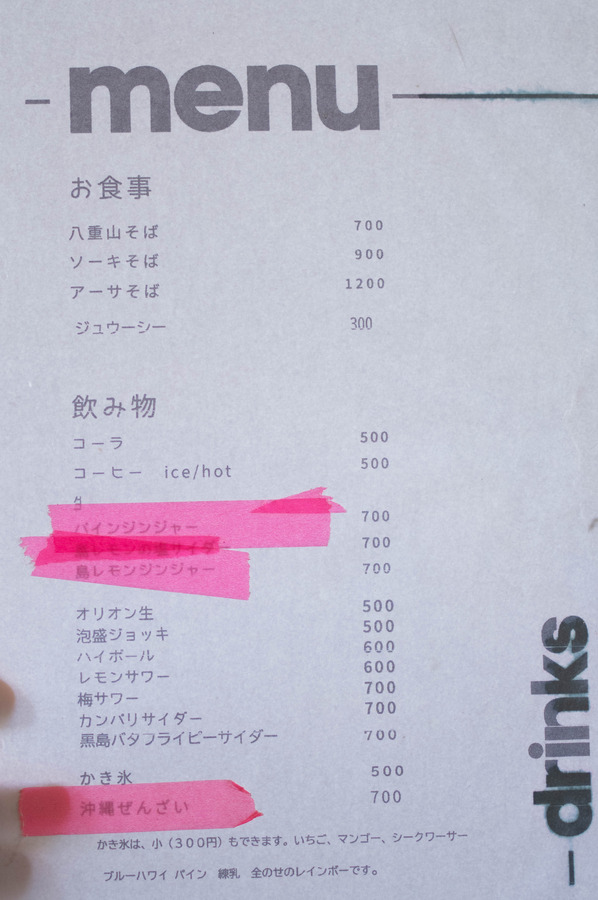 menu
お食事
八重山そば 700
ソーキそば 900
アーサそば 1200
ジュウーシー 300
飲み物
コーラ 500
コーヒー ice/hot 500
パインジンジャー 700
島レモンの塩サイダ 700
島レモンジンジャー 700
オリオン生 500
泡盛ジョッキ 500
ハイボール 600
レモンサワー 600
梅サワー 700
カンパリサイダー 700
黒島バタフライピーサイダー 700
かき氷 500
沖縄ぜんざい 700
かき氷は、小（３００円）もできます。いちご、マンゴー、シークワーサー
ブルーハワイ パイン 練乳 全のせのレインボーです。
drinks